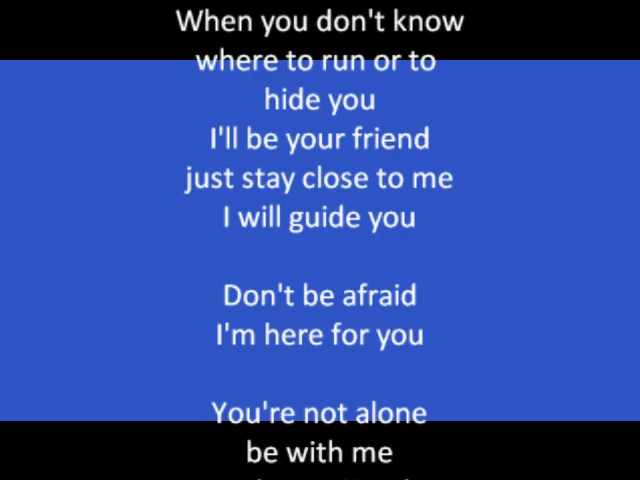 When you don't know
where to run or to
hide you
I'll be your friend
just stay close to me
I will guide you
Don't be afraid
I'm here for you
You're not alone
be with me